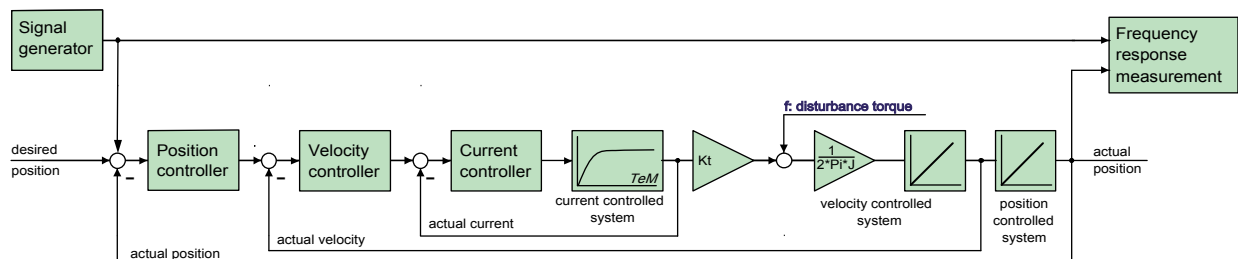 Signal
generator
Frequency
response
measurement
f: disturbance torque
desired
position
Position
controller
Velocity
controller
Current
controller
TeM
Kt
1
2*Pi*J
actual
position
current controlled
system
velocity controlled
system
position
controlled
system
actual current
actual velocity
actual position
-
-
-